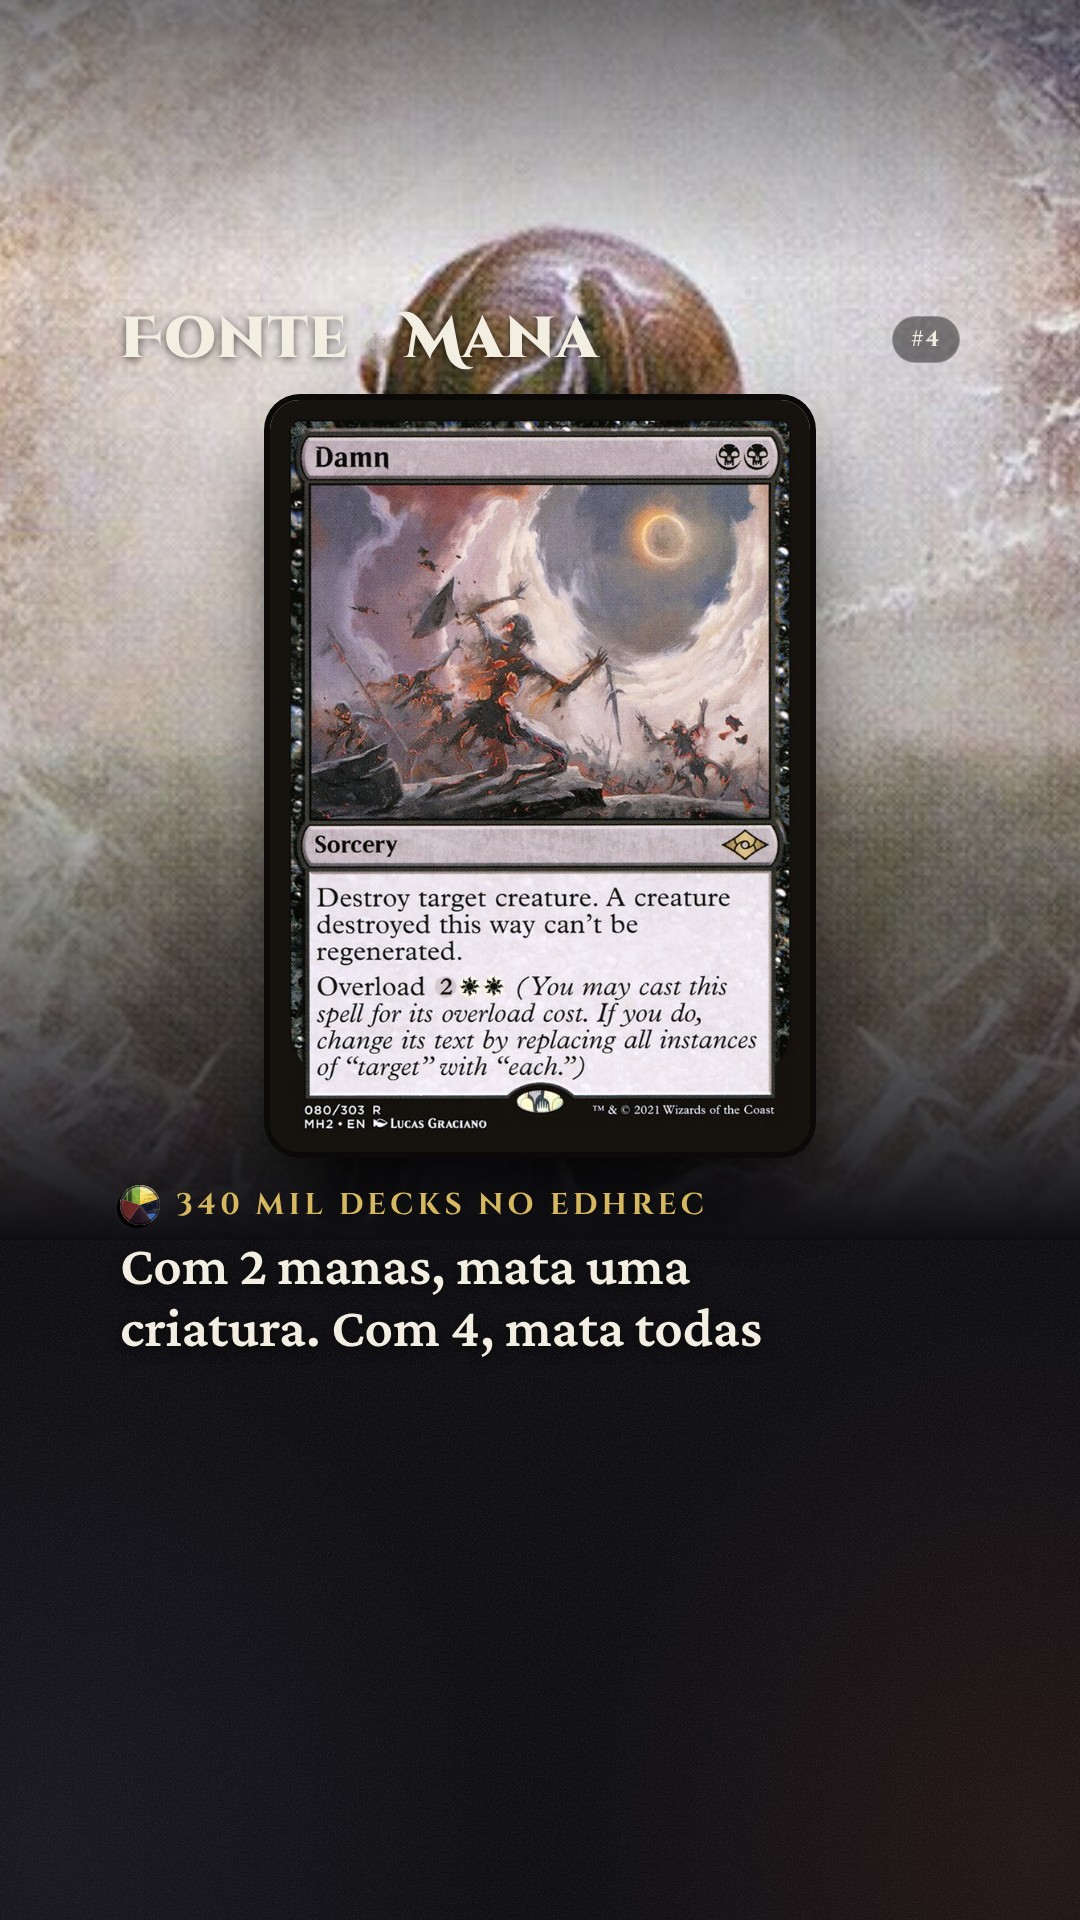 FONTE MANA
#4
Damn
Sorcery
Destroy target creature. A creature
destroyed this way can't be
regenerated.
Overload 2 (You may cast this
spell for its overload cost. If you do,
change its text by replacing all instances
of “target” with “each.”)
080/303 R
MH2 • EN LUCAS GRACIANO
™ & © 2021 Wizards of the Coast
340 MIL DECKS NO EDHREC
Com 2 manas, mata uma
criatura. Com 4, mata todas